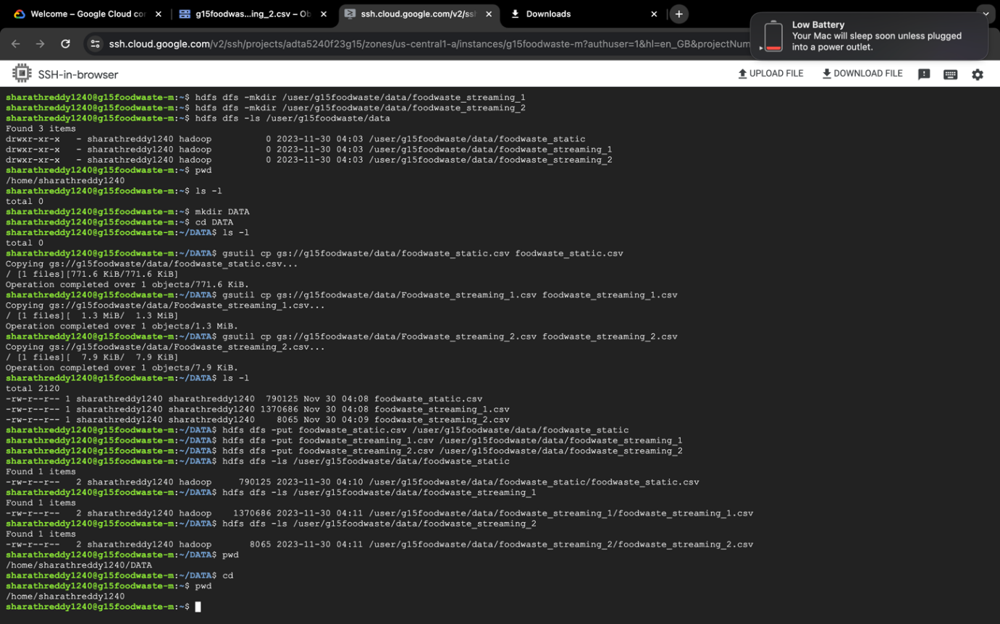 Welcome – Google Cloud con
g15foodwas...ing_2.csv – Ob
ssh.cloud.google.com/v2/ssh
Downloads
Low Battery
Your Mac will sleep soon unless plugged
into a power outlet.
ssh.cloud.google.com/v2/ssh/projects/adta5240f23g15/zones/us-central1-a/instances/g15foodwaste-m?authuser=1&hl=en_GB&projectNum
SSH-in-browser
UPLOAD FILE
DOWNLOAD FILE
sharathreddy1240@g15foodwaste-m:~$ hdfs dfs -mkdir /user/g15foodwaste/data/foodwaste_streaming_1
sharathreddy1240@g15foodwaste-m:~$ hdfs dfs -mkdir /user/g15foodwaste/data/foodwaste_streaming_2
sharathreddy1240@g15foodwaste-m:~$ hdfs dfs -ls /user/g15foodwaste/data
Found 3 items
drwxr-xr-x   - sharathreddy1240 hadoop          0 2023-11-30 04:03 /user/g15foodwaste/data/foodwaste_static
drwxr-xr-x   - sharathreddy1240 hadoop          0 2023-11-30 04:03 /user/g15foodwaste/data/foodwaste_streaming_1
drwxr-xr-x   - sharathreddy1240 hadoop          0 2023-11-30 04:03 /user/g15foodwaste/data/foodwaste_streaming_2
sharathreddy1240@g15foodwaste-m:~$ pwd
/home/sharathreddy1240
sharathreddy1240@g15foodwaste-m:~$ ls -l
total 0
sharathreddy1240@g15foodwaste-m:~$ mkdir DATA
sharathreddy1240@g15foodwaste-m:~$ cd DATA
sharathreddy1240@g15foodwaste-m:~/DATA$ ls -l
total 0
sharathreddy1240@g15foodwaste-m:~/DATA$ gsutil cp gs://g15foodwaste/data/foodwaste_static.csv foodwaste_static.csv
Copying gs://g15foodwaste/data/foodwaste_static.csv...
/ [1 files][771.6 KiB/771.6 KiB]
Operation completed over 1 objects/771.6 KiB.
sharathreddy1240@g15foodwaste-m:~/DATA$ gsutil cp gs://g15foodwaste/data/Foodwaste_streaming_1.csv foodwaste_streaming_1.csv
Copying gs://g15foodwaste/data/Foodwaste_streaming_1.csv...
/ [1 files][  1.3 MiB/  1.3 MiB]
Operation completed over 1 objects/1.3 MiB.
sharathreddy1240@g15foodwaste-m:~/DATA$ gsutil cp gs://g15foodwaste/data/Foodwaste_streaming_2.csv foodwaste_streaming_2.csv
Copying gs://g15foodwaste/data/Foodwaste_streaming_2.csv...
/ [1 files][  7.9 KiB/  7.9 KiB]
Operation completed over 1 objects/7.9 KiB.
sharathreddy1240@g15foodwaste-m:~/DATA$ ls -l
total 2120
-rw-r--r-- 1 sharathreddy1240 sharathreddy1240  790125 Nov 30 04:08 foodwaste_static.csv
-rw-r--r-- 1 sharathreddy1240 sharathreddy1240 1370686 Nov 30 04:08 foodwaste_streaming_1.csv
-rw-r--r-- 1 sharathreddy1240 sharathreddy1240    8065 Nov 30 04:09 foodwaste_streaming_2.csv
sharathreddy1240@g15foodwaste-m:~/DATA$ hdfs dfs -put foodwaste_static.csv /user/g15foodwaste/data/foodwaste_static
sharathreddy1240@g15foodwaste-m:~/DATA$ hdfs dfs -put foodwaste_streaming_1.csv /user/g15foodwaste/data/foodwaste_streaming_1
sharathreddy1240@g15foodwaste-m:~/DATA$ hdfs dfs -put foodwaste_streaming_2.csv /user/g15foodwaste/data/foodwaste_streaming_2
sharathreddy1240@g15foodwaste-m:~/DATA$ hdfs dfs -ls /user/g15foodwaste/data/foodwaste_static
Found 1 items
-rw-r--r--   2 sharathreddy1240 hadoop     790125 2023-11-30 04:10 /user/g15foodwaste/data/foodwaste_static/foodwaste_static.csv
sharathreddy1240@g15foodwaste-m:~/DATA$ hdfs dfs -ls /user/g15foodwaste/data/foodwaste_streaming_1
Found 1 items
-rw-r--r--   2 sharathreddy1240 hadoop    1370686 2023-11-30 04:11 /user/g15foodwaste/data/foodwaste_streaming_1/foodwaste_streaming_1.csv
sharathreddy1240@g15foodwaste-m:~/DATA$ hdfs dfs -ls /user/g15foodwaste/data/foodwaste_streaming_2
Found 1 items
-rw-r--r--   2 sharathreddy1240 hadoop       8065 2023-11-30 04:11 /user/g15foodwaste/data/foodwaste_streaming_2/foodwaste_streaming_2.csv
sharathreddy1240@g15foodwaste-m:~/DATA$ pwd
/home/sharathreddy1240/DATA
sharathreddy1240@g15foodwaste-m:~/DATA$ cd
sharathreddy1240@g15foodwaste-m:~$ pwd
/home/sharathreddy1240
sharathreddy1240@g15foodwaste-m:~$